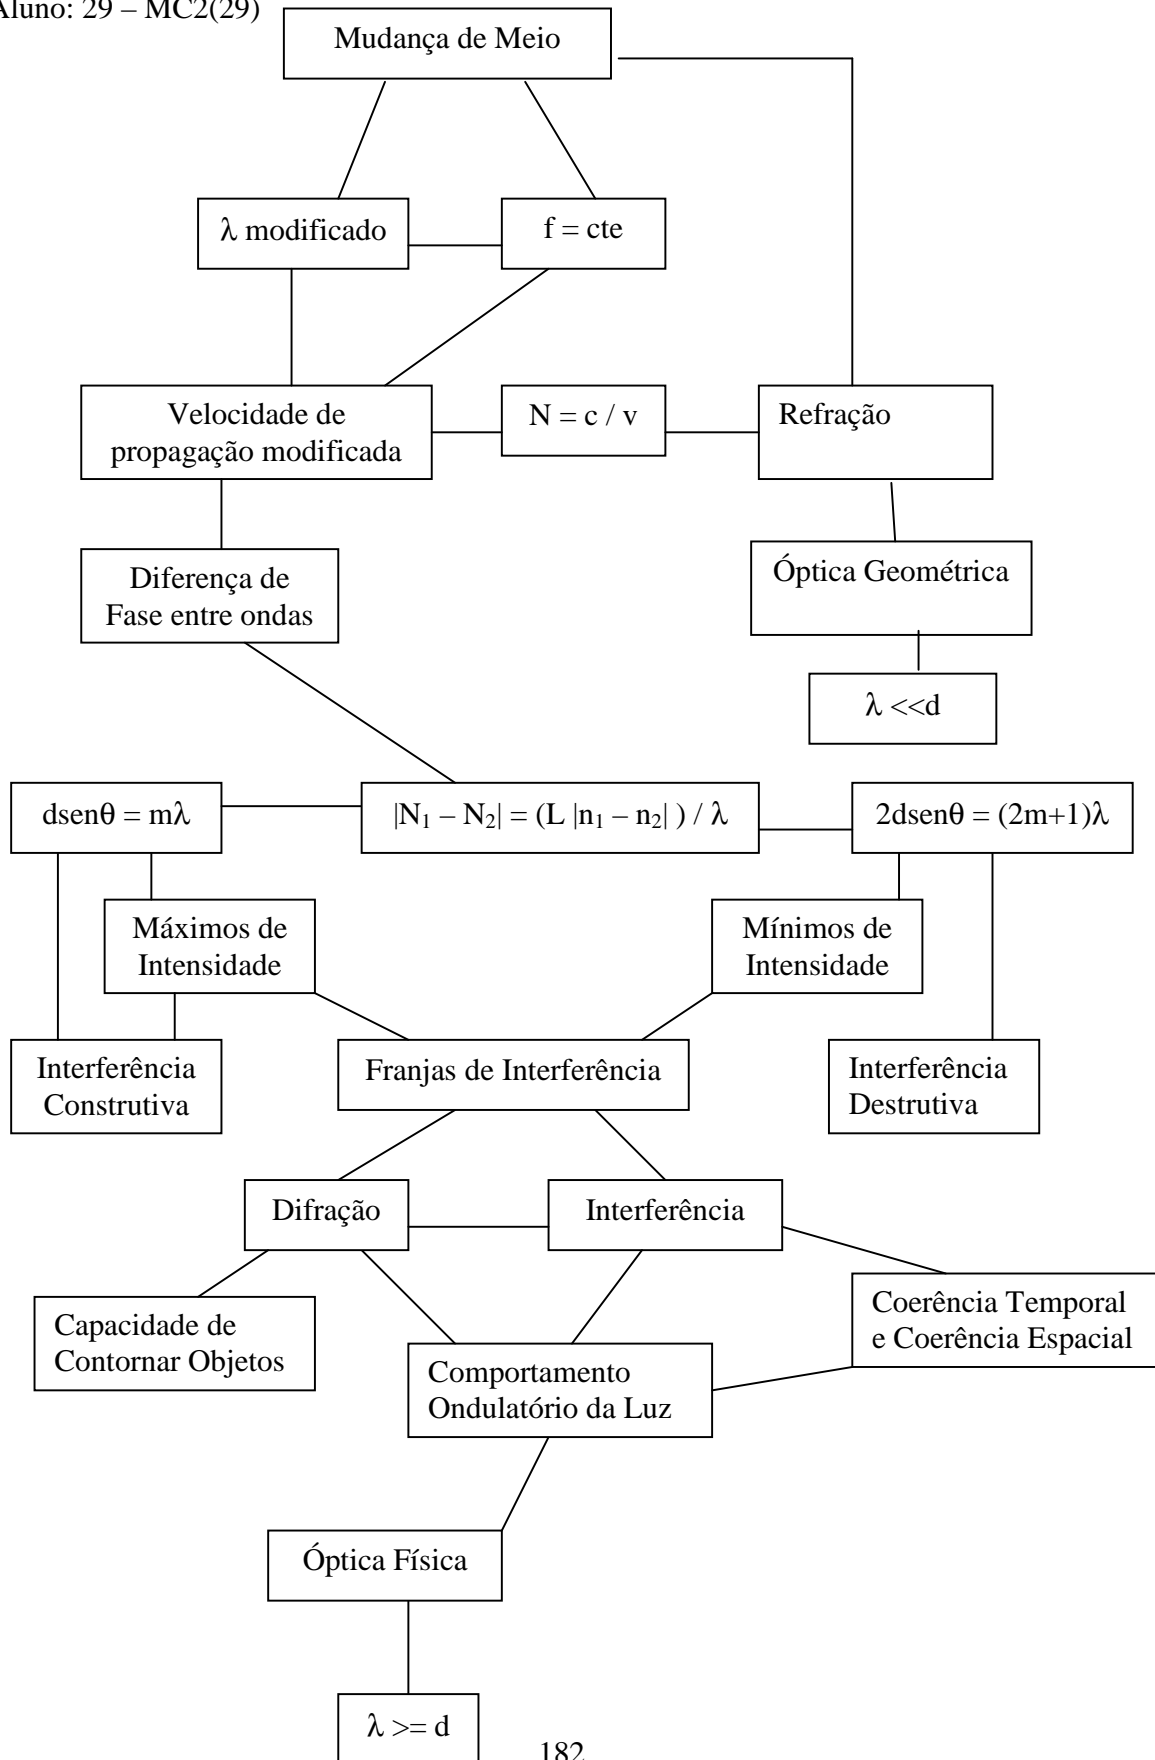 Aluno: 29 – MC2(29)
Mudança de Meio
λ modificado
f = cte
Velocidade de
propagação modificada
N = c / v
Refração
Diferença de
Fase entre ondas
Óptica Geométrica
λ <<d
dsenθ = mλ
|N₁ – N₂| = (L |n₁ – n₂| ) / λ
2dsenθ = (2m+1)λ
Máximos de
Intensidade
Mínimos de
Intensidade
Interferência
Construtiva
Franjas de Interferência
Interferência
Destrutiva
Difração
Interferência
Capacidade de
Contornar Objetos
Coerência Temporal
e Coerência Espacial
Comportamento
Ondulatório da Luz
Óptica Física
λ >= d
182